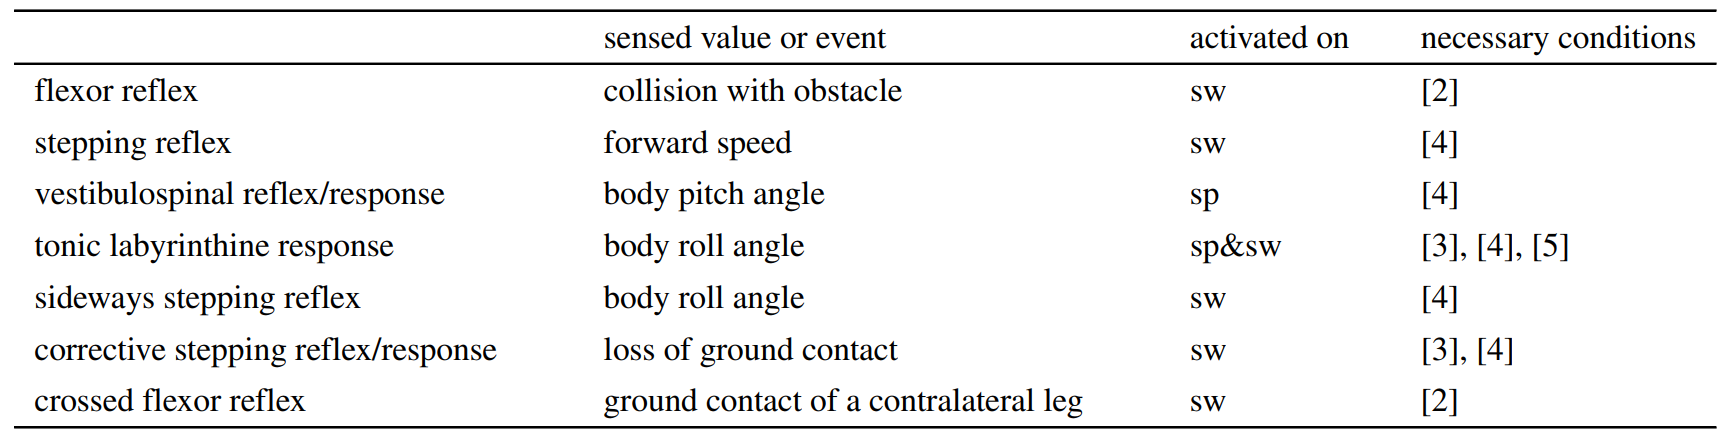 sensed value or event activated on necessary conditions
flexor reflex collision with obstacle sw [2]
stepping reflex forward speed sw [4]
vestibulospinal reflex/response body pitch angle sp [4]
tonic labyrinthine response body roll angle sp&sw [3], [4], [5]
sideways stepping reflex body roll angle sw [4]
corrective stepping reflex/response loss of ground contact sw [3], [4]
crossed flexor reflex ground contact of a contralateral leg sw [2]